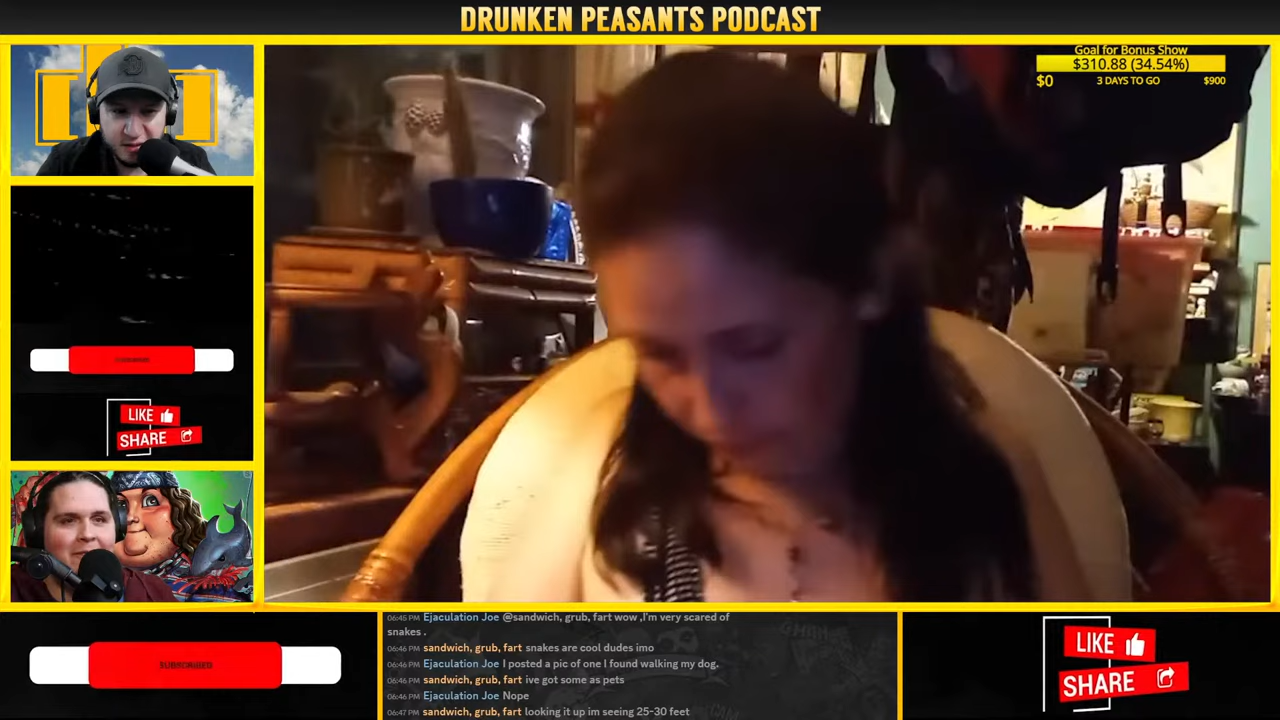 DRUNKEN PEASANTS PODCAST
Goal for Bonus Show
$310.88 (34.54%)
$0 3 DAYS TO GO $900
LIKE
SHARE
06:45 PM Ejaculation Joe @sandwich, grub, fart wow ,I'm very scared of
snakes .
06:46 PM sandwich, grub, fart snakes are cool dudes imo
06:46 PM Ejaculation Joe I posted a pic of one I found walking my dog.
06:46 PM sandwich, grub, fart ive got some as pets
06:46 PM Ejaculation Joe Nope
06:47 PM sandwich, grub, fart looking it up im seeing 25-30 feet
SUBSCRIBED
LIKE
SHARE